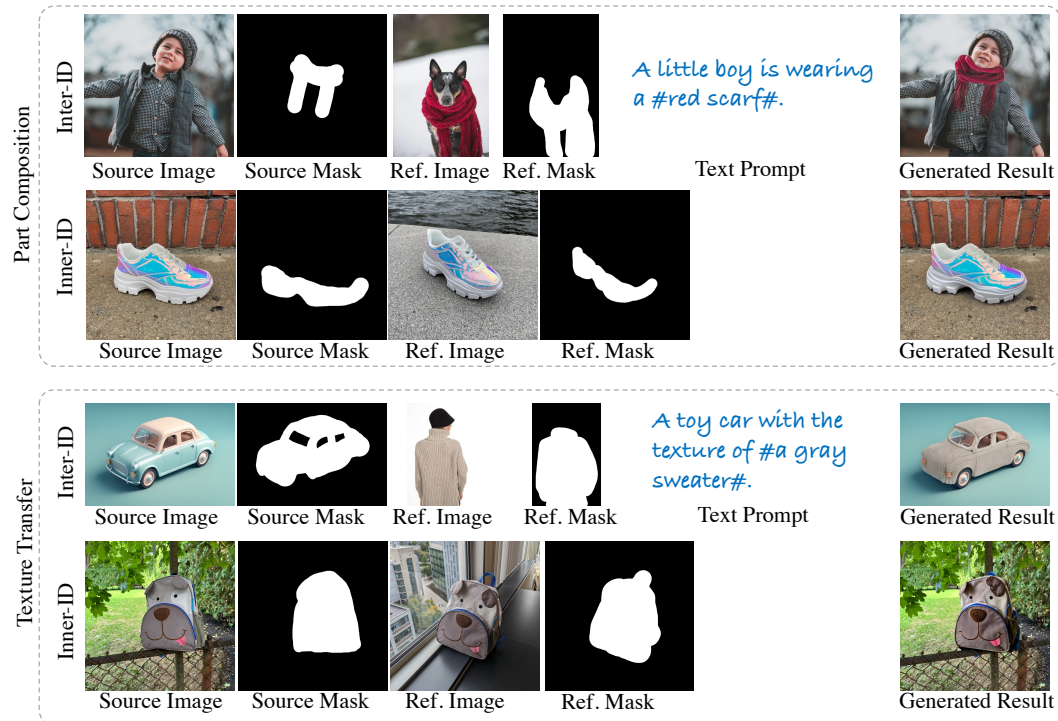 Part Composition
Inter-ID
A little boy is wearing
a #red scarf#.
Source Image Source Mask Ref. Image Ref. Mask Text Prompt Generated Result
Inner-ID
Source Image Source Mask Ref. Image Ref. Mask Generated Result
Texture Transfer
Inter-ID
A toy car with the
texture of #a gray
sweater#.
Source Image Source Mask Ref. Image Ref. Mask Text Prompt Generated Result
Inner-ID
Source Image Source Mask Ref. Image Ref. Mask Generated Result